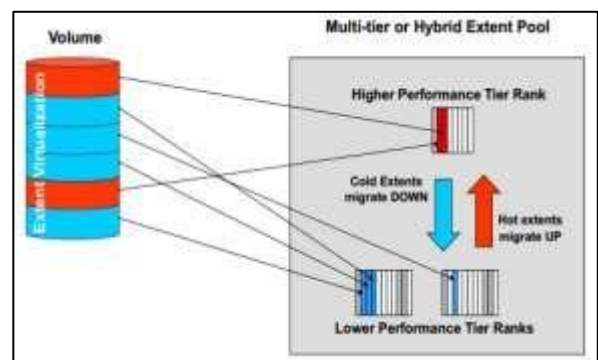 Volume
Multi-tier or Hybrid Extent Pool
Extent Virtualization
Higher Performance Tier Rank
Cold Extents
migrate DOWN
Hot extents
migrate UP
Lower Performance Tier Ranks